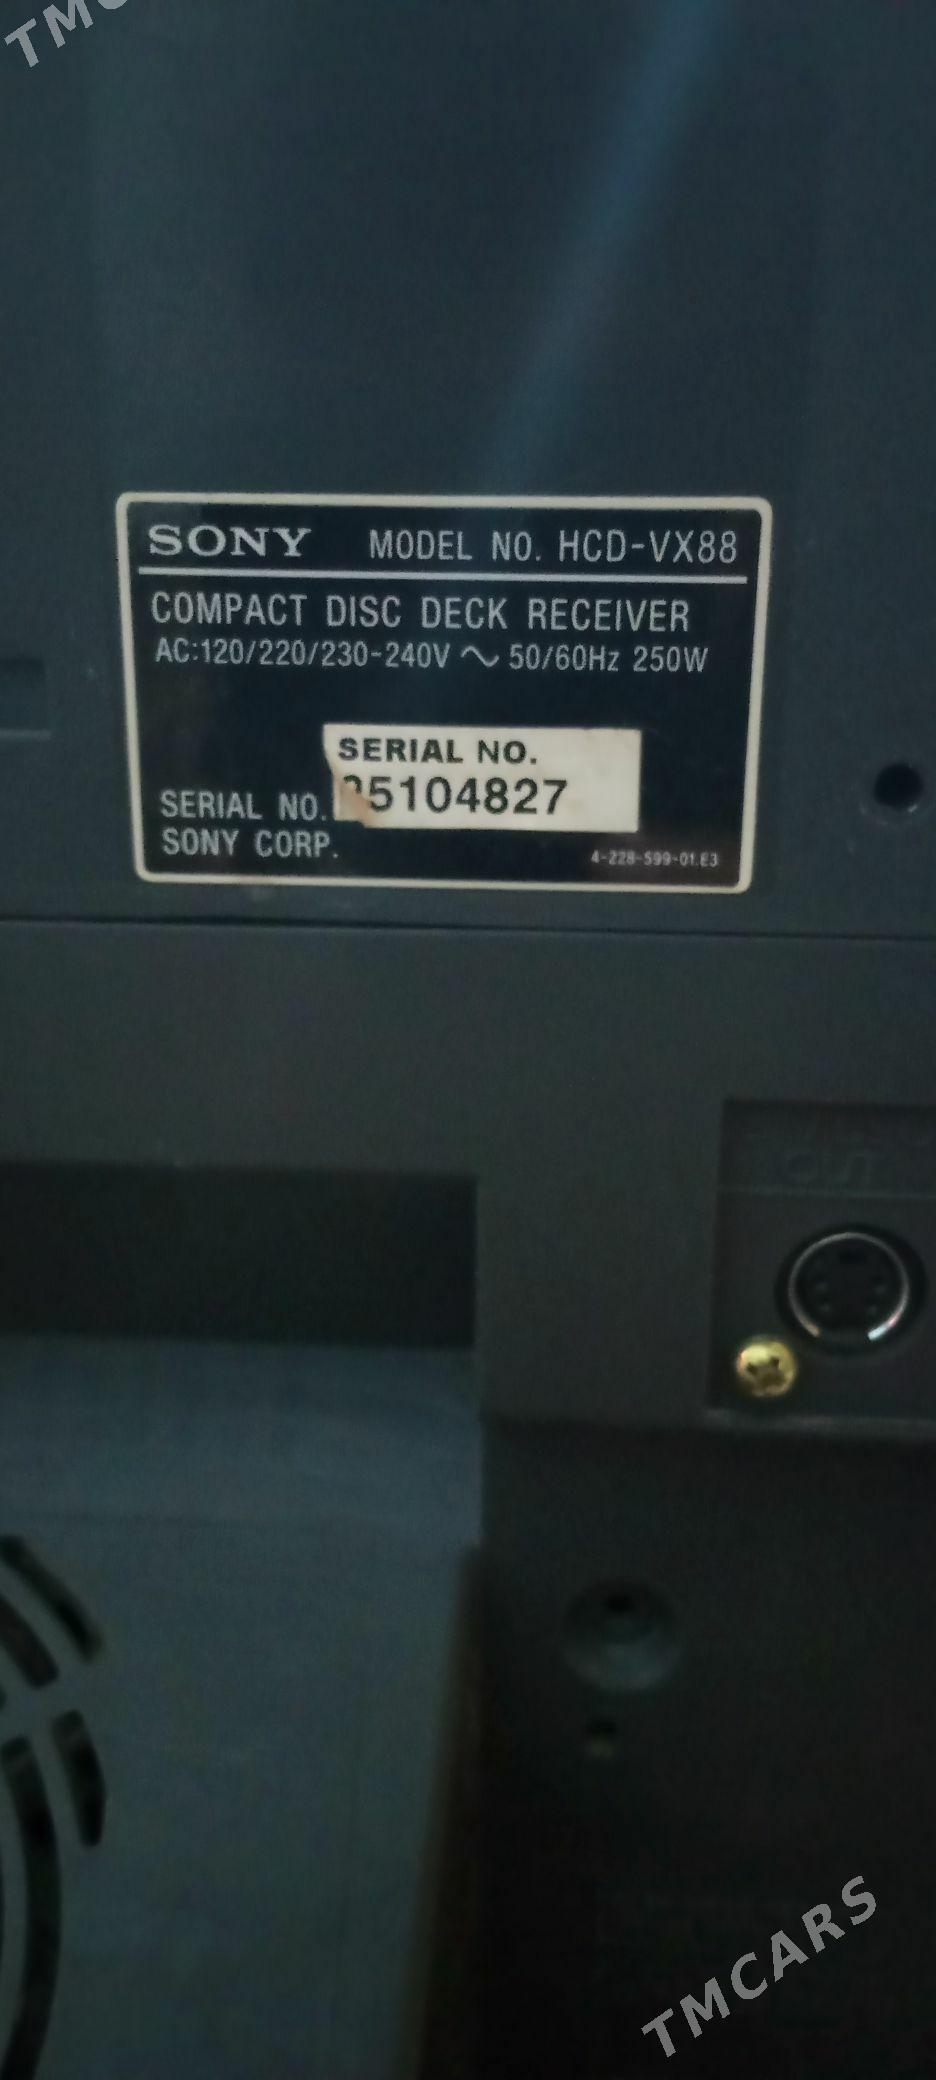 SONY MODEL NO. HCD-VX88
COMPACT DISC DECK RECEIVER
AC:120/220/230-240V ~ 50/60Hz 250W
SERIAL NO.
5104827
SERIAL NO.
SONY CORP.
4-228-599-01.E3
OUT
TMCARS